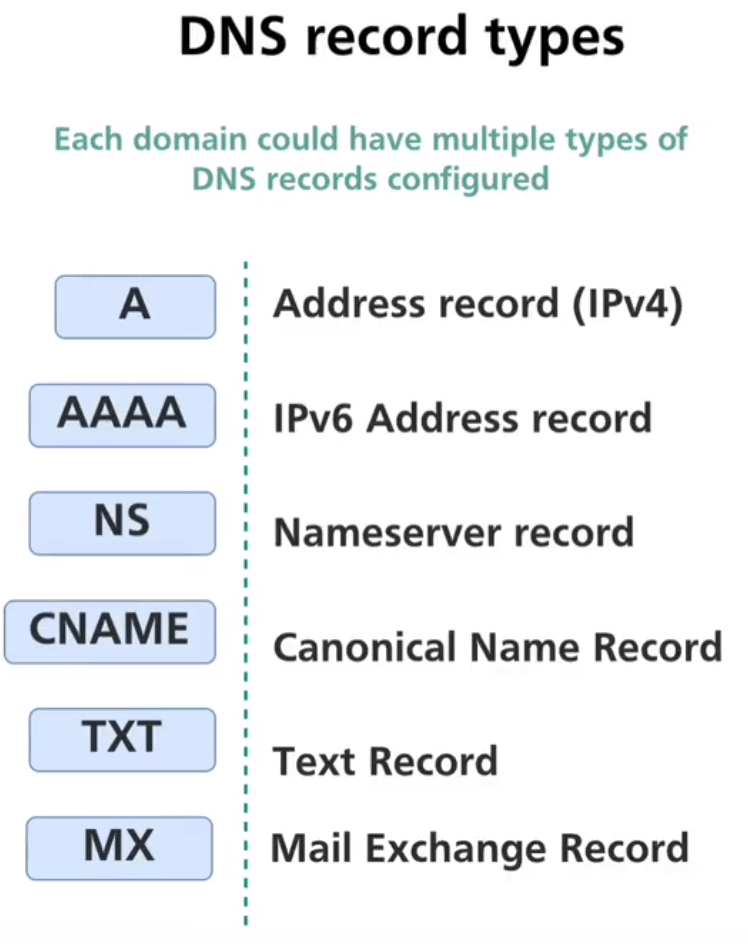 DNS record types
Each domain could have multiple types of
DNS records configured
A
Address record (IPv4)
AAAA
IPv6 Address record
NS
Nameserver record
CNAME
Canonical Name Record
TXT
Text Record
MX
Mail Exchange Record